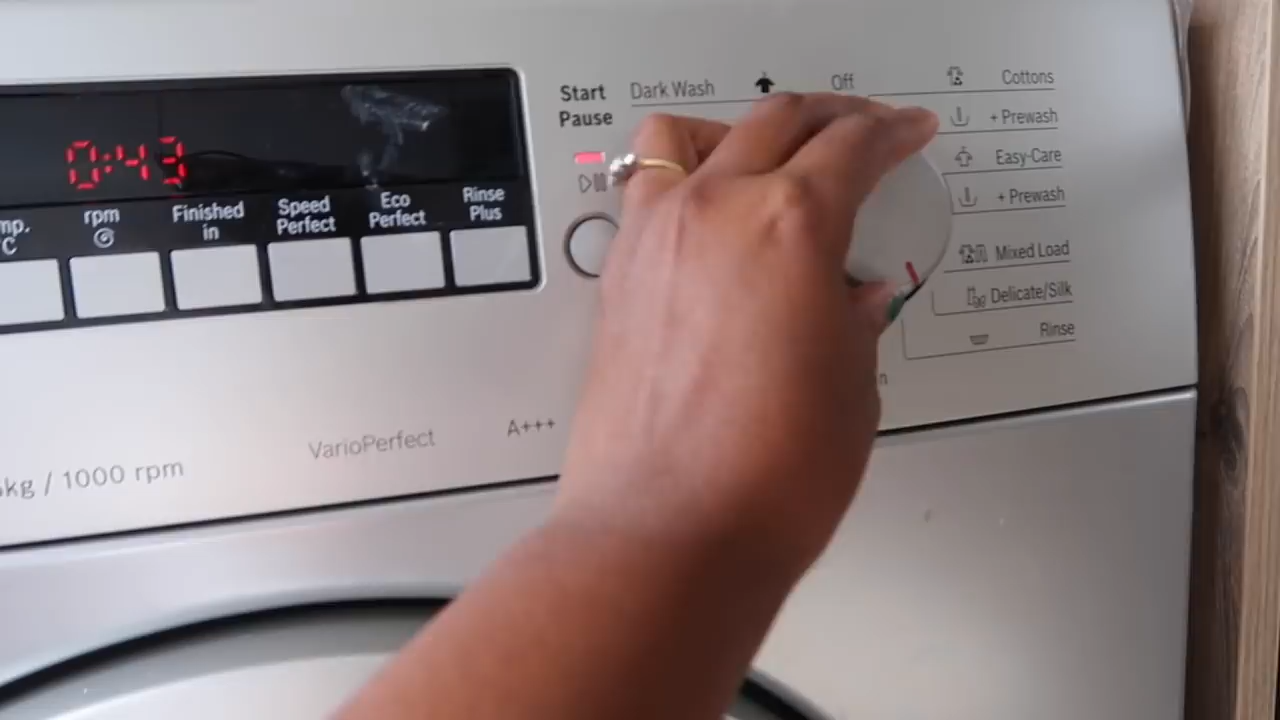 Start
Pause
Dark Wash
Off
Cottons
+ Prewash
Easy-Care
+ Prewash
Mixed Load
Delicate/Silk
Rinse
0:43
rpm
Finished
in
Speed
Perfect
Eco
Perfect
Rinse
Plus
VarioPerfect
A+++
kg / 1000 rpm